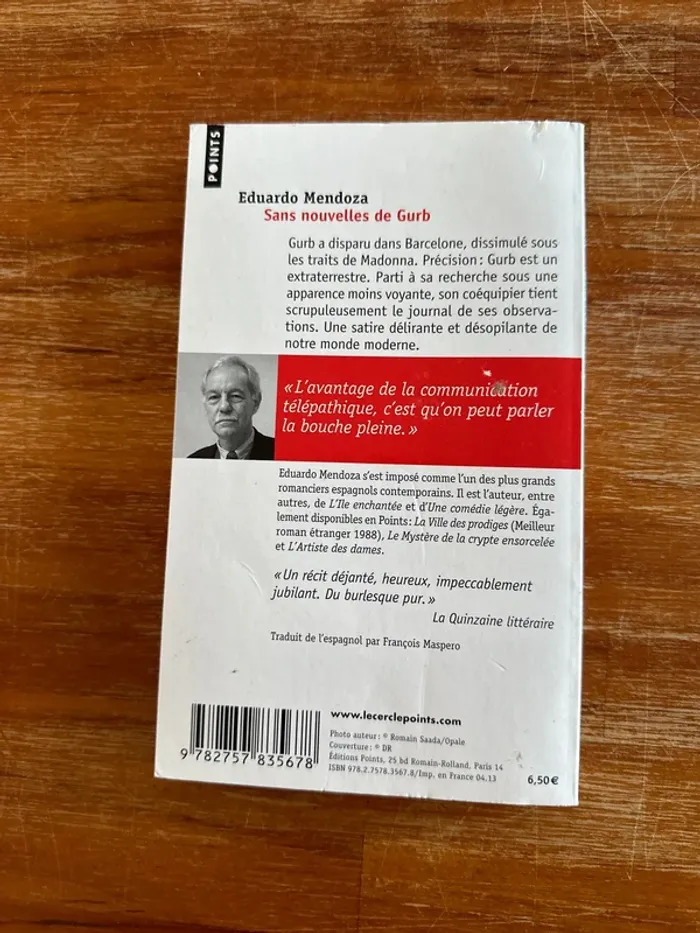 POINTS
Eduardo Mendoza
Sans nouvelles de Gurb
Gurb a disparu dans Barcelone, dissimulé sous
les traits de Madonna. Précision : Gurb est un
extraterrestre. Parti à sa recherche sous une
apparence moins voyante, son coéquipier tient
scrupuleusement le journal de ses observa-
tions. Une satire délirante et désopilante de
notre monde moderne.
« L'avantage de la communication
télépathique, c'est qu'on peut parler
la bouche pleine. »
Eduardo Mendoza s'est imposé comme l'un des plus grands
romanciers espagnols contemporains. Il est l'auteur, entre
autres, de L'Ile enchantée et d'Une comédie légère. Éga-
lement disponibles en Points : La Ville des prodiges (Meilleur
roman étranger 1988), Le Mystère de la crypte ensorcelée
et L'Artiste des dames.
« Un récit déjanté, heureux, impeccablement
jubilant. Du burlesque pur. »
La Quinzaine littéraire
Traduit de l'espagnol par François Maspero
www.lecerclepoints.com
Photo auteur : © Romain Saada/Opale
Couverture : © DR
Éditions Points, 25 bd Romain-Rolland, Paris 14
ISBN 978.2.7578.3567.8/Imp. en France 04.13
6,50 €
9 782757 835678